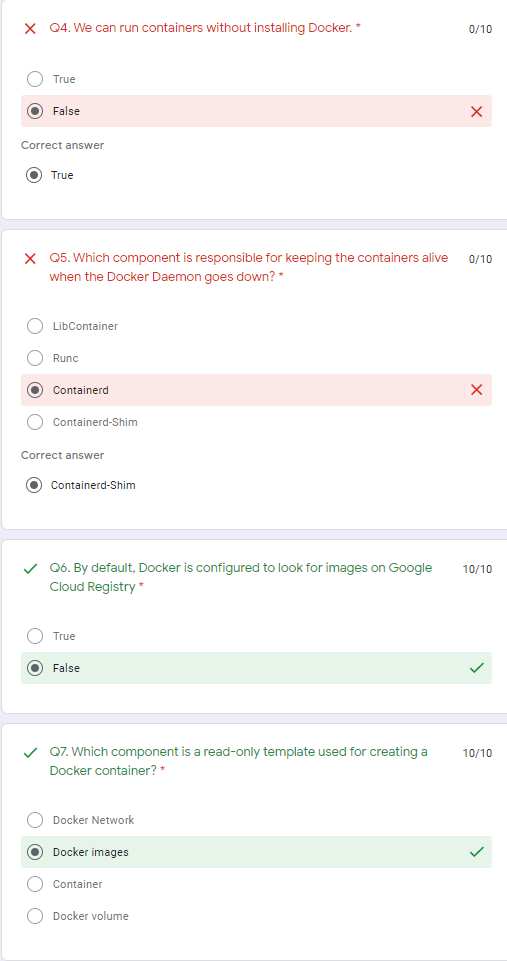 Q4. We can run containers without installing Docker. *
0/10
True
False
Correct answer
True
Q5. Which component is responsible for keeping the containers alive
when the Docker Daemon goes down? *
0/10
LibContainer
Runc
Containerd
Containerd-Shim
Correct answer
Containerd-Shim
Q6. By default, Docker is configured to look for images on Google
Cloud Registry *
10/10
True
False
Q7. Which component is a read-only template used for creating a
Docker container? *
10/10
Docker Network
Docker images
Container
Docker volume